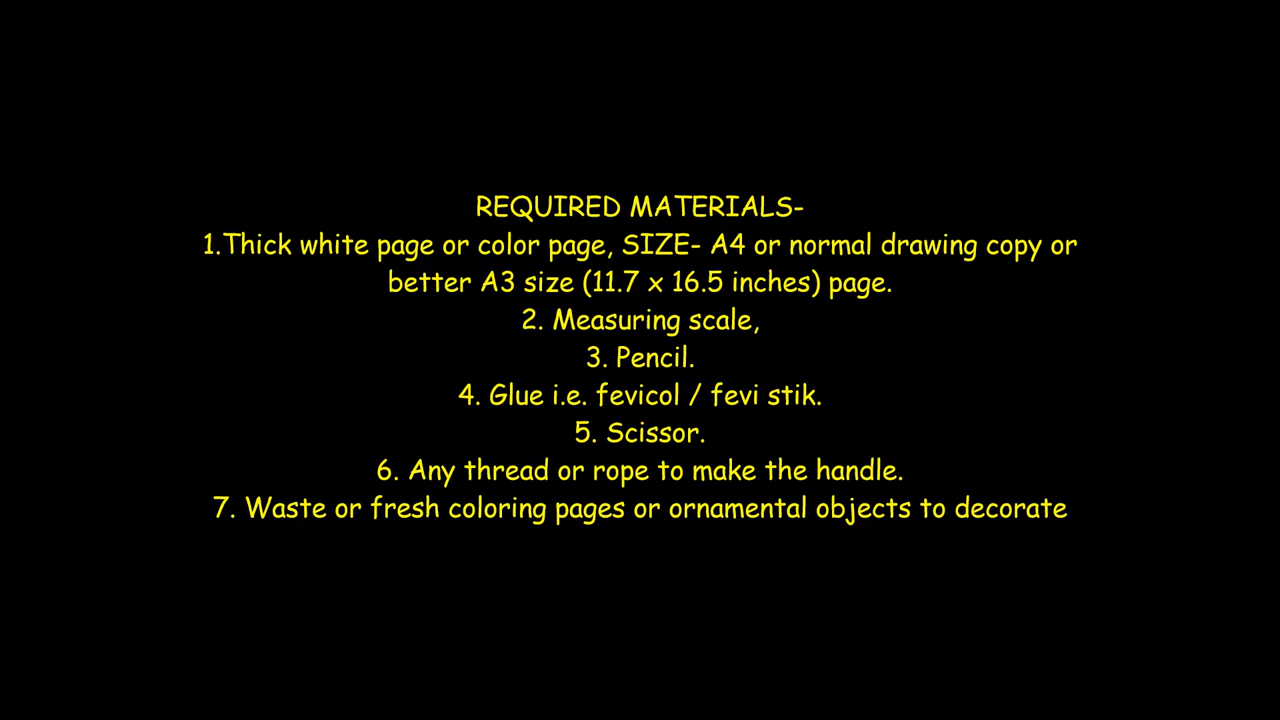 REQUIRED MATERIALS-
1.Thick white page or color page, SIZE- A4 or normal drawing copy or
better A3 size (11.7 x 16.5 inches) page.
2. Measuring scale,
3. Pencil.
4. Glue i.e. fevicol / fevi stik.
5. Scissor.
6. Any thread or rope to make the handle.
7. Waste or fresh coloring pages or ornamental objects to decorate